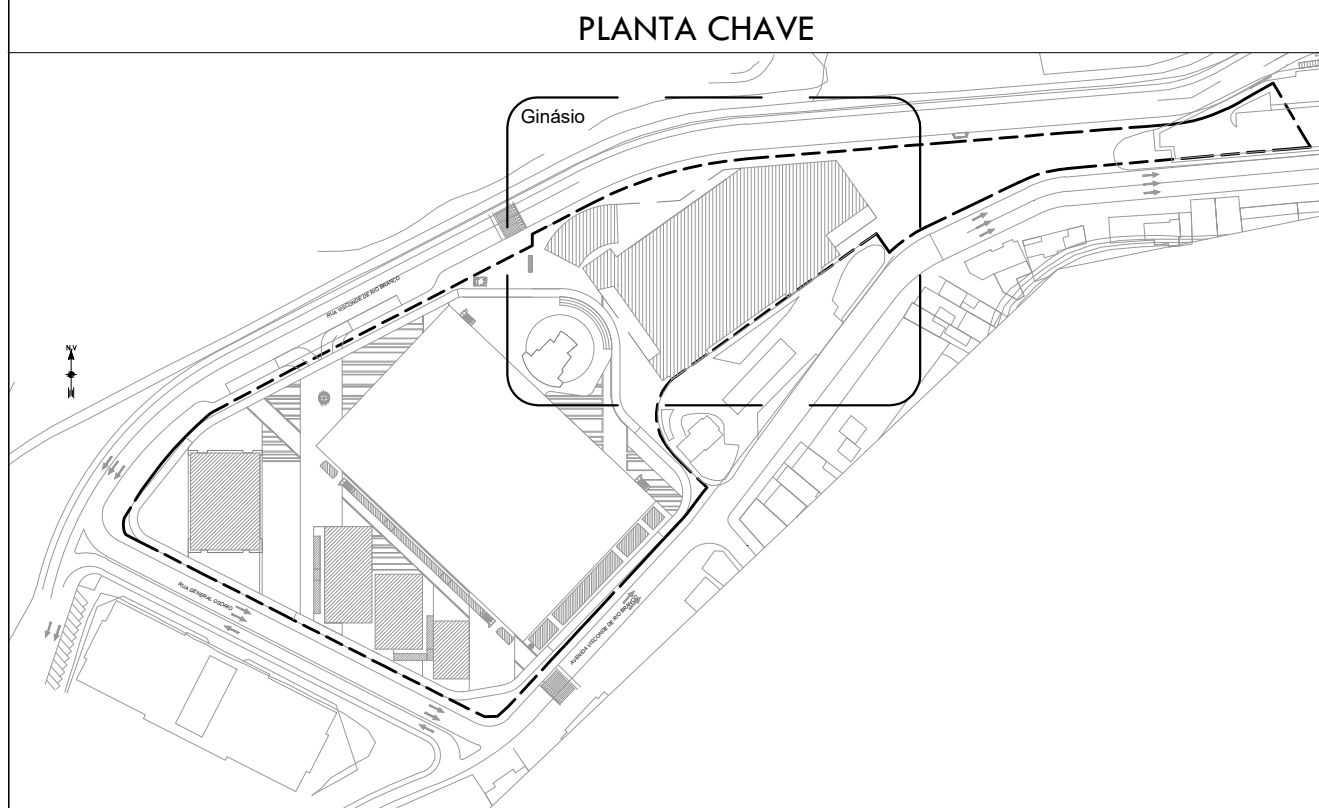 PLANTA CHAVE
Ginásio
RUA VISCONDE DE RIO BRANCO
N.V
RUA GENERAL OSÓRIO
AVENIDA VISCONDE DE RIO BRANCO